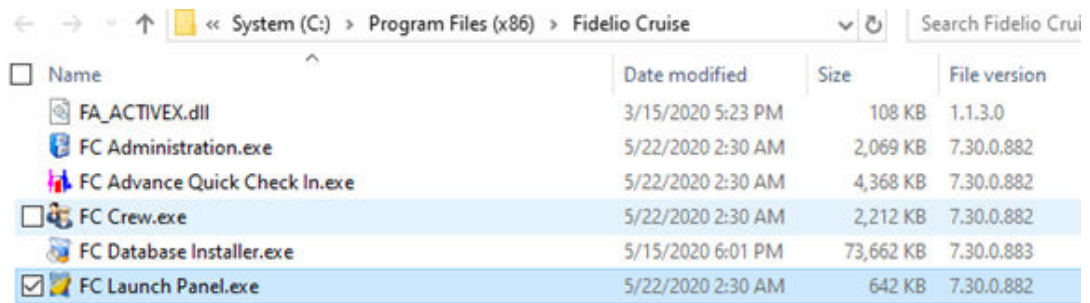 « System (C:) > Program Files (x86) > Fidelio Cruise Search Fidelio Crui
Name Date modified Size File version
FA_ACTIVEX.dll 3/15/2020 5:23 PM 108 KB 1.1.3.0
FC Administration.exe 5/22/2020 2:30 AM 2,069 KB 7.30.0.882
FC Advance Quick Check In.exe 5/22/2020 2:30 AM 4,368 KB 7.30.0.882
FC Crew.exe 5/22/2020 2:30 AM 2,212 KB 7.30.0.882
FC Database Installer.exe 5/15/2020 6:01 PM 73,662 KB 7.30.0.883
FC Launch Panel.exe 5/22/2020 2:30 AM 642 KB 7.30.0.882